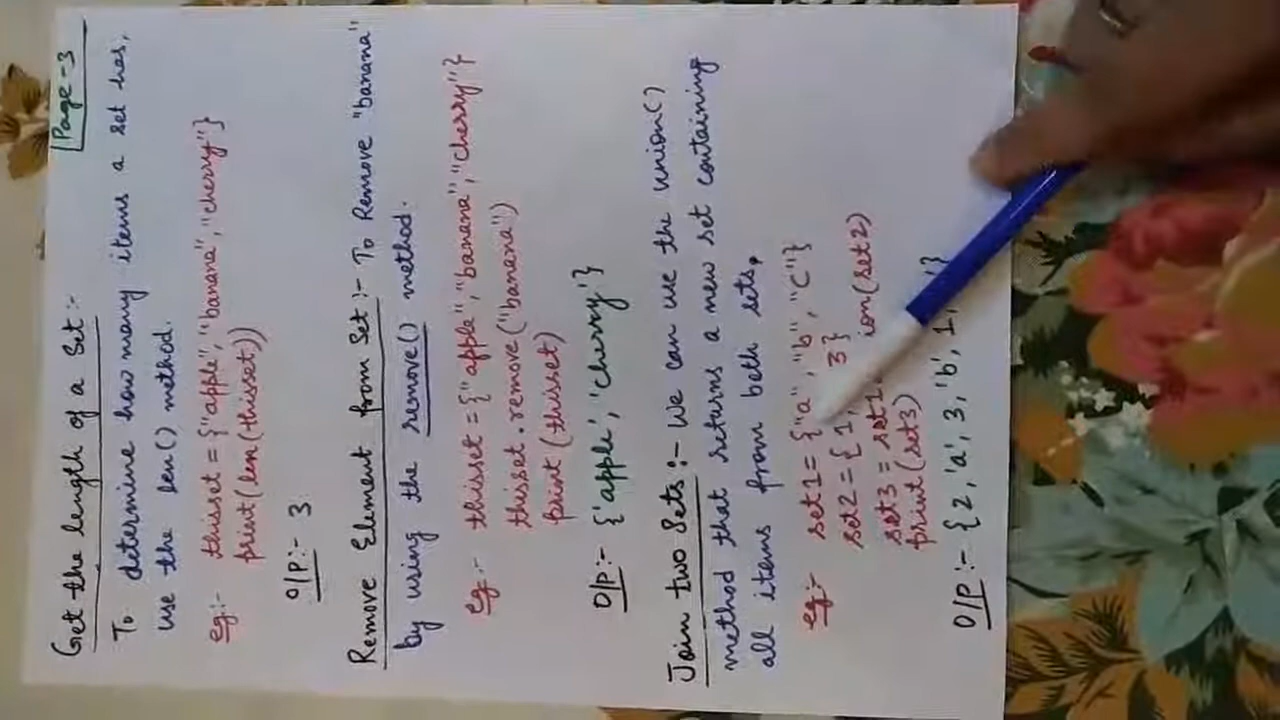 Page-3
Get the length of a Set:-
To determine how many items a set has,
use the len() method.
eg:- thisset = {"apple","banana","cherry"}
print(len(thisset))
O/P:- 3
Remove Element from Set:- To Remove "banana"
by using the remove() method.
eg:- thisset = {"apple","banana","cherry"}
thisset.remove("banana")
print(thisset)
O/P:- {'apple', 'cherry'}
Join two Sets:- We can use the union()
method that returns a new set containing
all items from both sets,
eg:- set1 = {"a", "b", "c"}
set2 = {1, 3}
set3 = set1 ion(set2)
print(set3)
O/P:- {2, 'a', 3, 'b', 1, '}